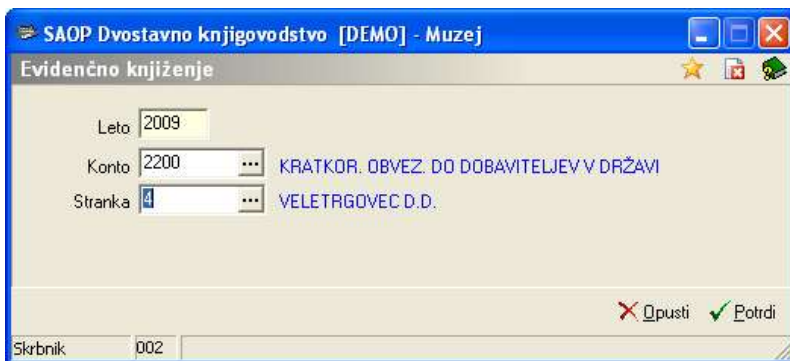 SAOP Dvostavno knjigovodstvo [DEMO] - Muzej
Evidenčno knjiženje
Leto 2009
Konto 2200 ... KRATKOR. OBVEZ. DO DOBAVITELJEV V DRŽAVI
Stranka 4 ... VELETRGOVEC D.D.
Opusti Potrdi
Skrbnik 002